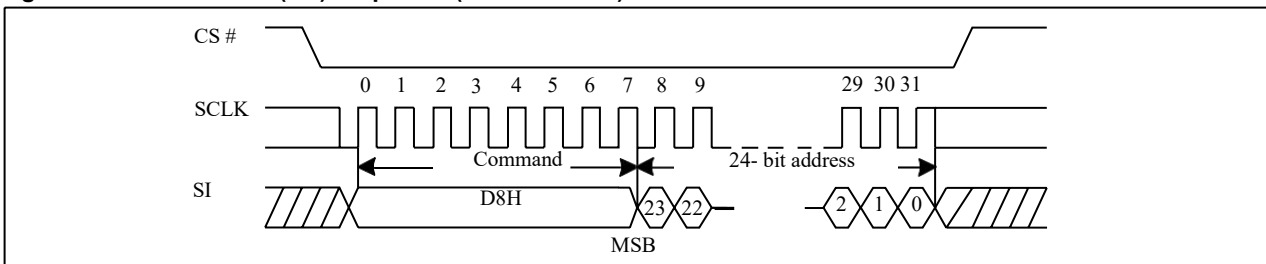 CS #
0 1 2 3 4 5 6 7 8 9 29 30 31
SCLK
Command 24- bit address
SI D8H 23 22 2 1 0
MSB